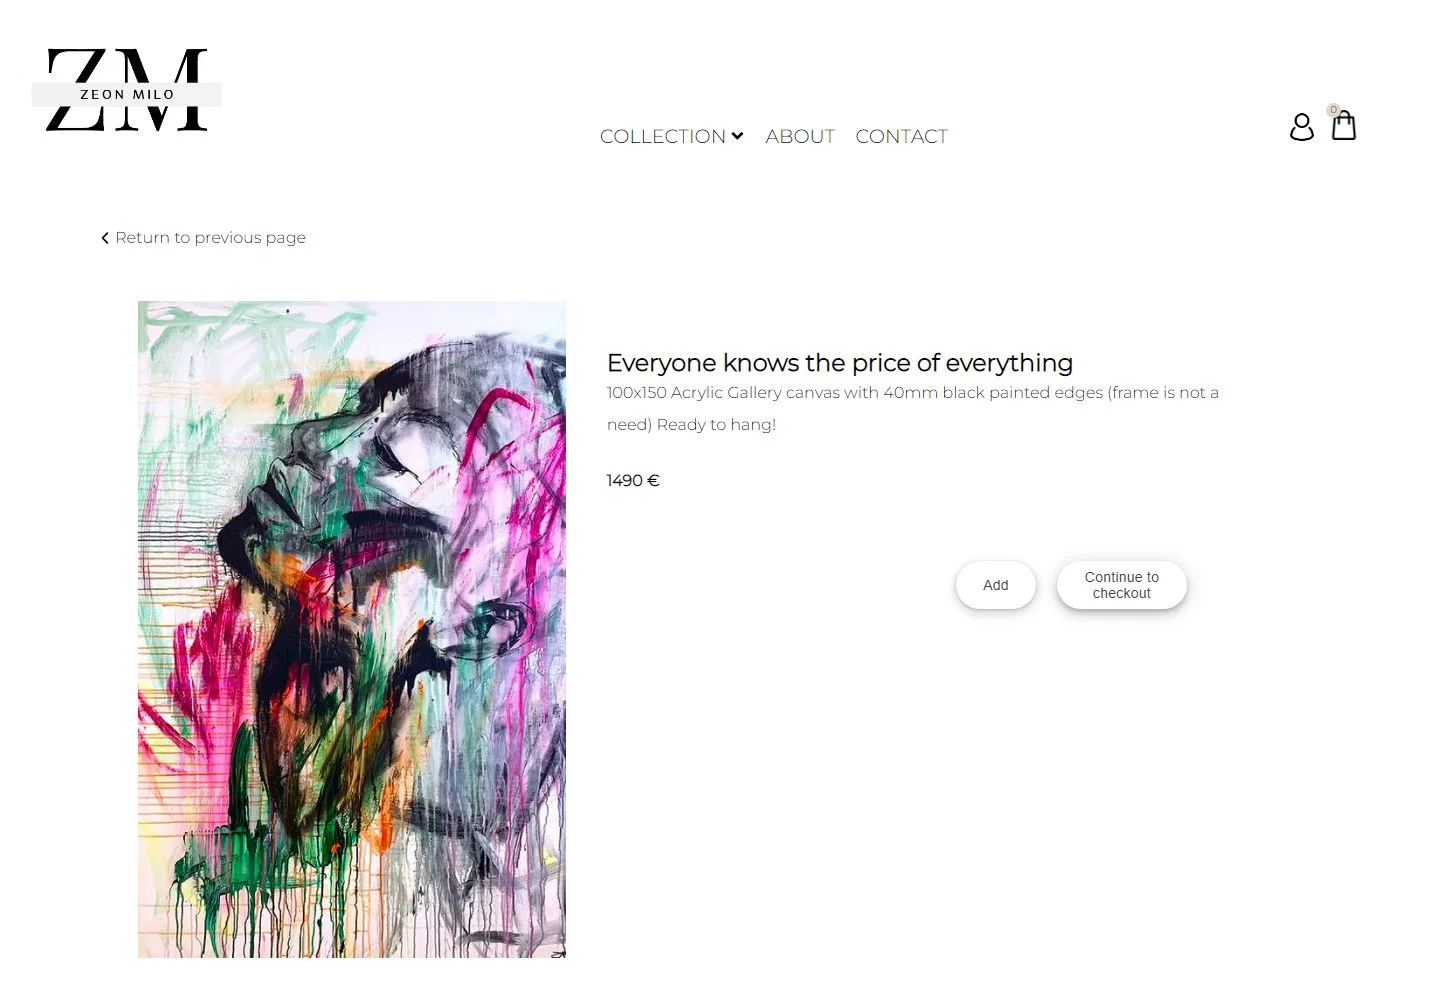 ZM
ZEON MILO
COLLECTION ABOUT CONTACT
0
Return to previous page
Everyone knows the price of everything
100x150 Acrylic Gallery canvas with 40mm black painted edges (frame is not a
need) Ready to hang!
1490 €
Add
Continue to
checkout